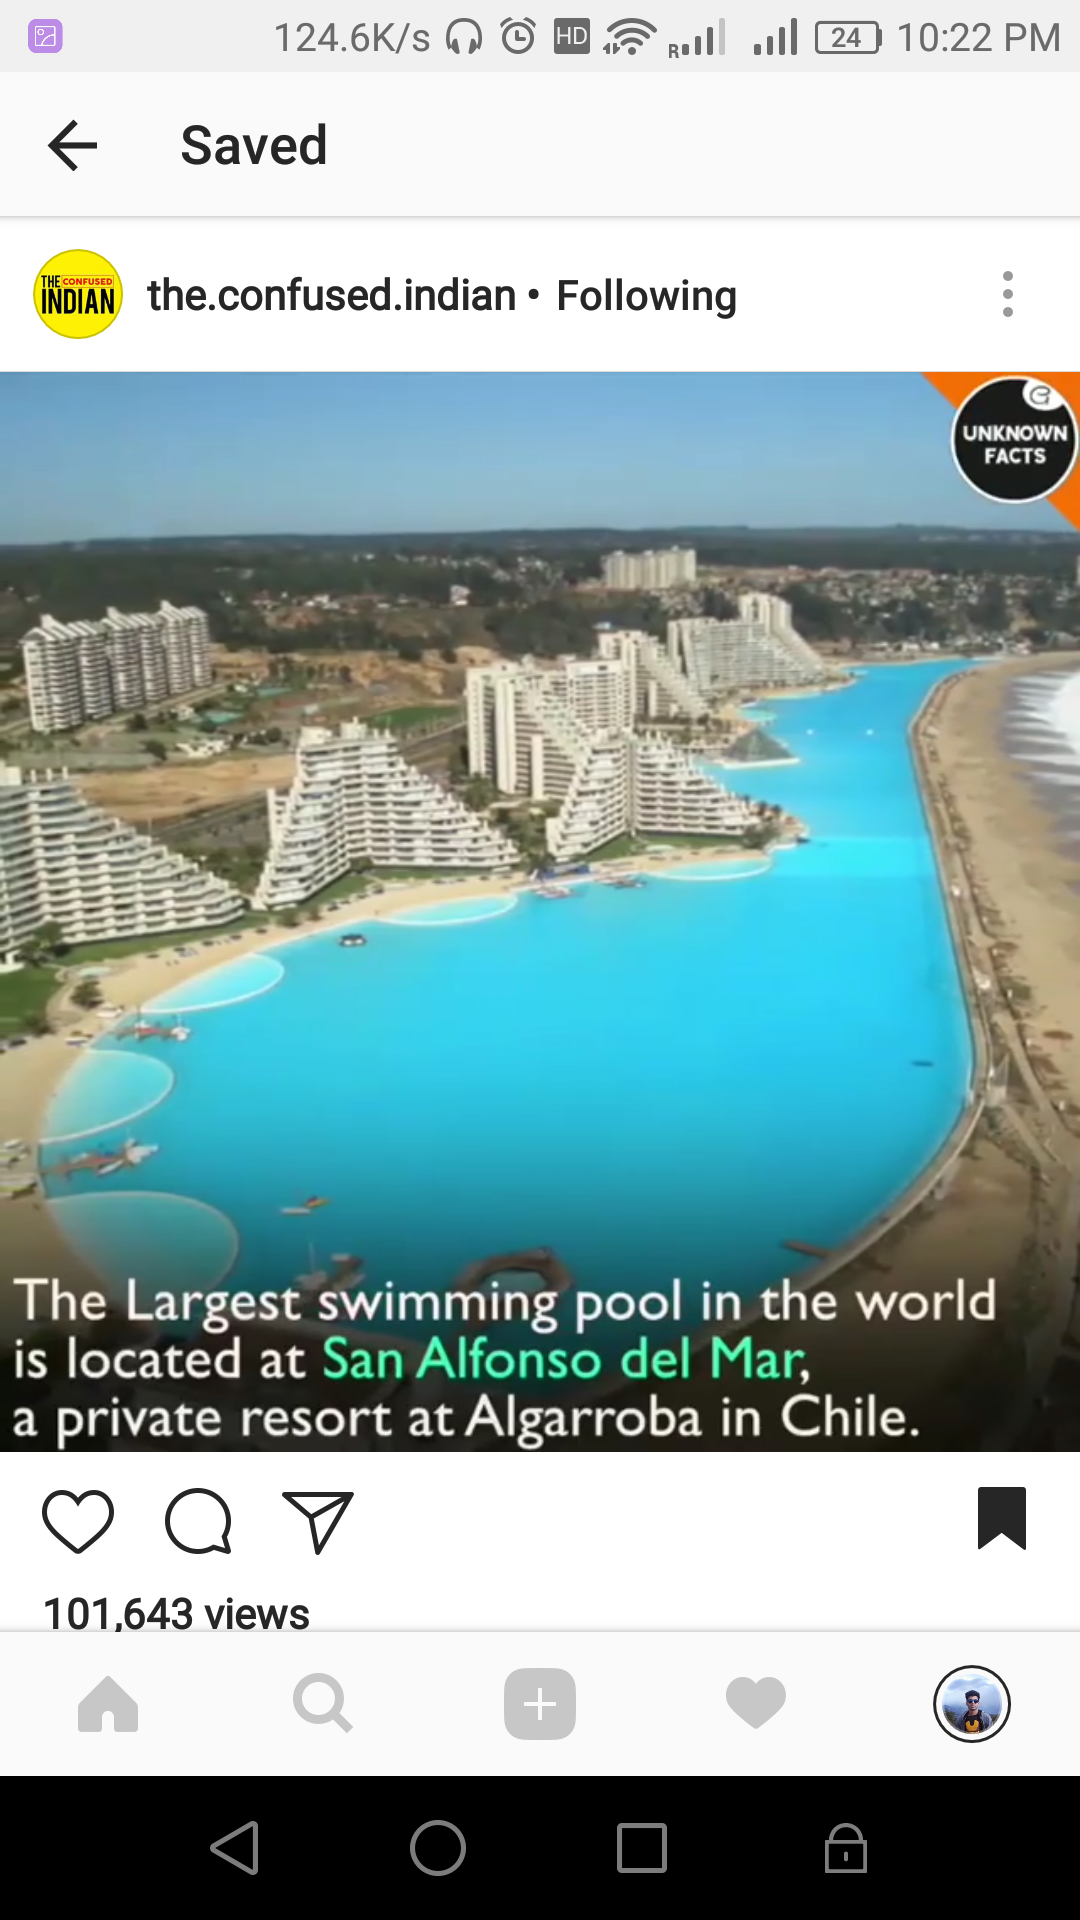 124.6K/s HD R 24 10:22 PM
Saved
THE CONFUSED
INDIAN
the.confused.indian • Following
UNKNOWN
FACTS
The Largest swimming pool in the world
is located at San Alfonso del Mar,
a private resort at Algarroba in Chile.
101,643 views